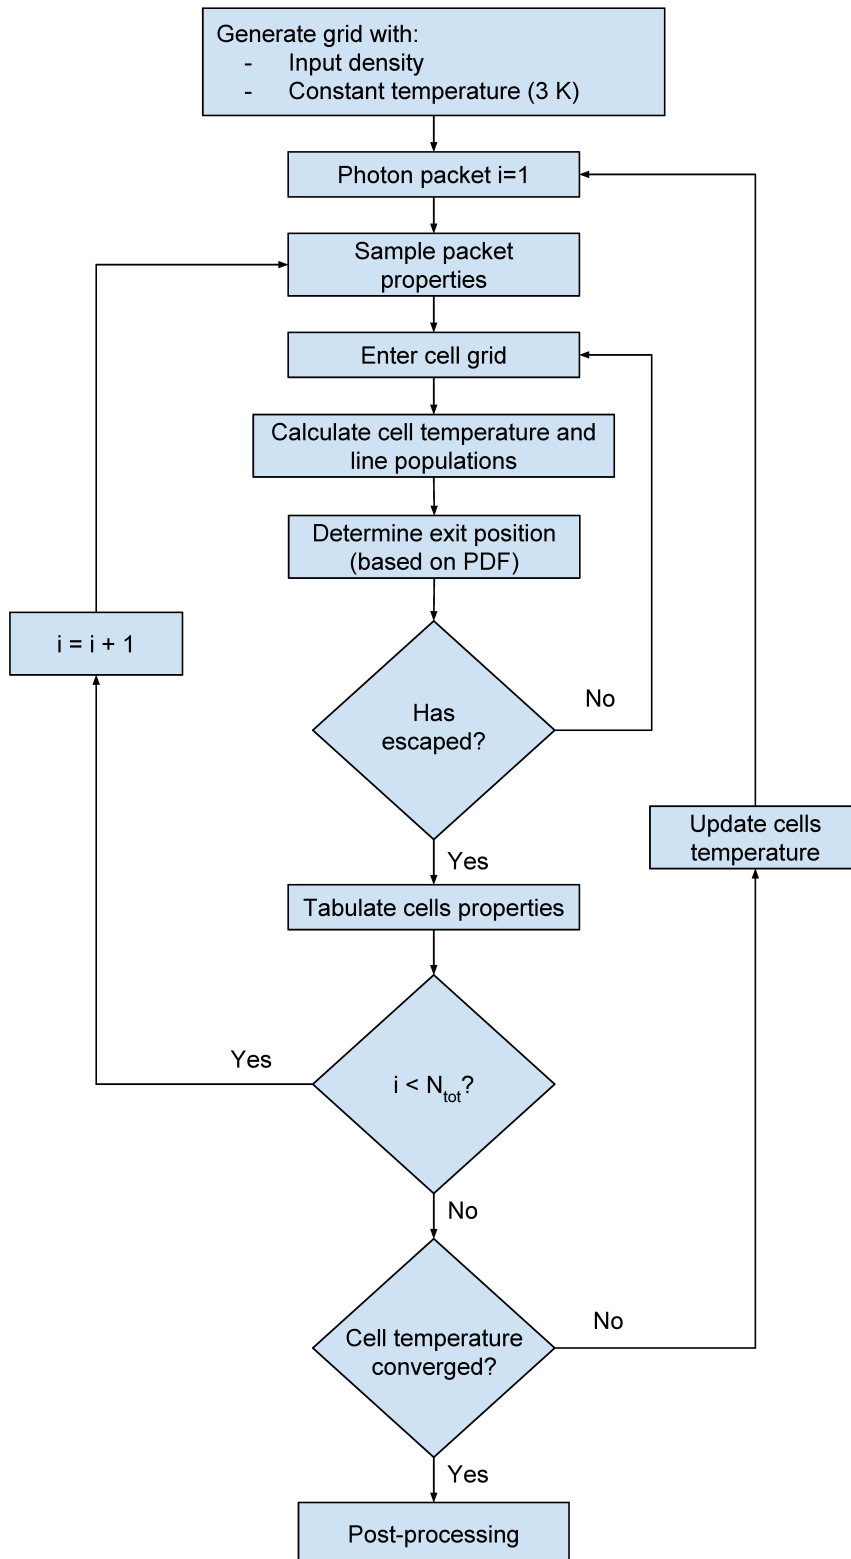 Generate grid with:
- Input density
- Constant temperature (3 K)
Photon packet i=1
Sample packet
properties
Enter cell grid
Calculate cell temperature and
line populations
Determine exit position
(based on PDF)
i = i + 1
Has
escaped?
No
Update cells
temperature
Yes
Tabulate cells properties
Yes
i < N_tot?
No
Cell temperature
converged?
No
Yes
Post-processing